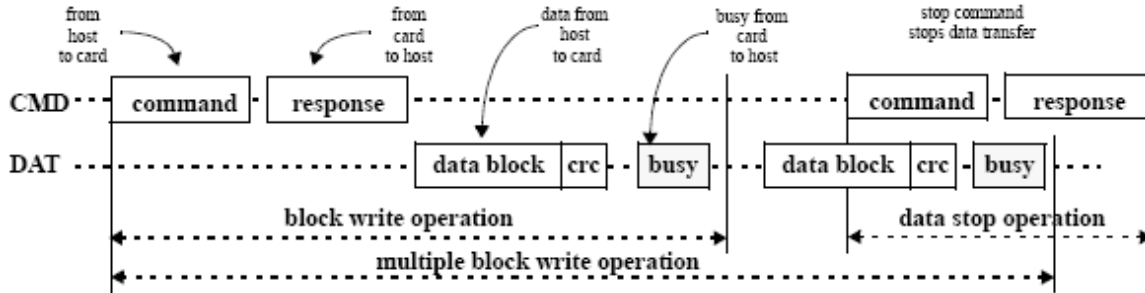 from
host
to card
from
card
to host
data from
host
to card
busy from
card
to host
stop command
stops data transfer
CMD command response command response
DAT data block crc busy data block crc busy
block write operation data stop operation
multiple block write operation